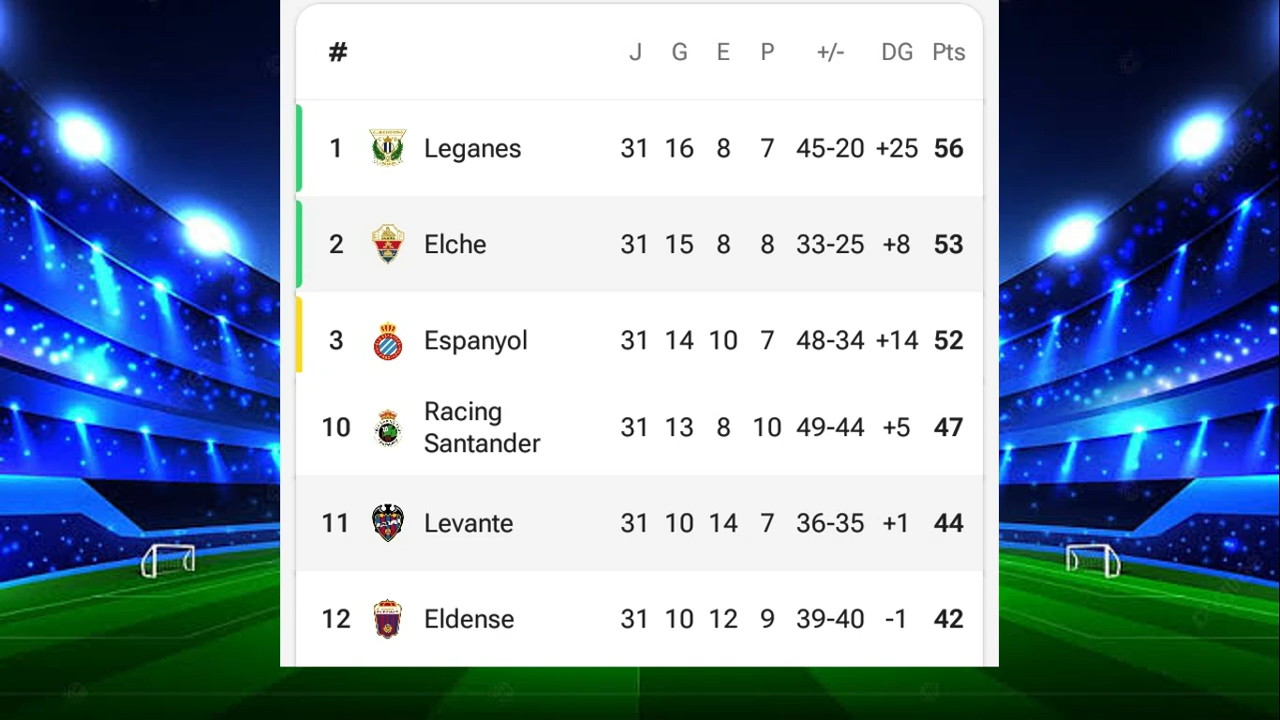 # J G E P +/- DG Pts
1 Leganes 31 16 8 7 45-20 +25 56
2 Elche 31 15 8 8 33-25 +8 53
3 Espanyol 31 14 10 7 48-34 +14 52
10 Racing Santander 31 13 8 10 49-44 +5 47
11 Levante 31 10 14 7 36-35 +1 44
12 Eldense 31 10 12 9 39-40 -1 42